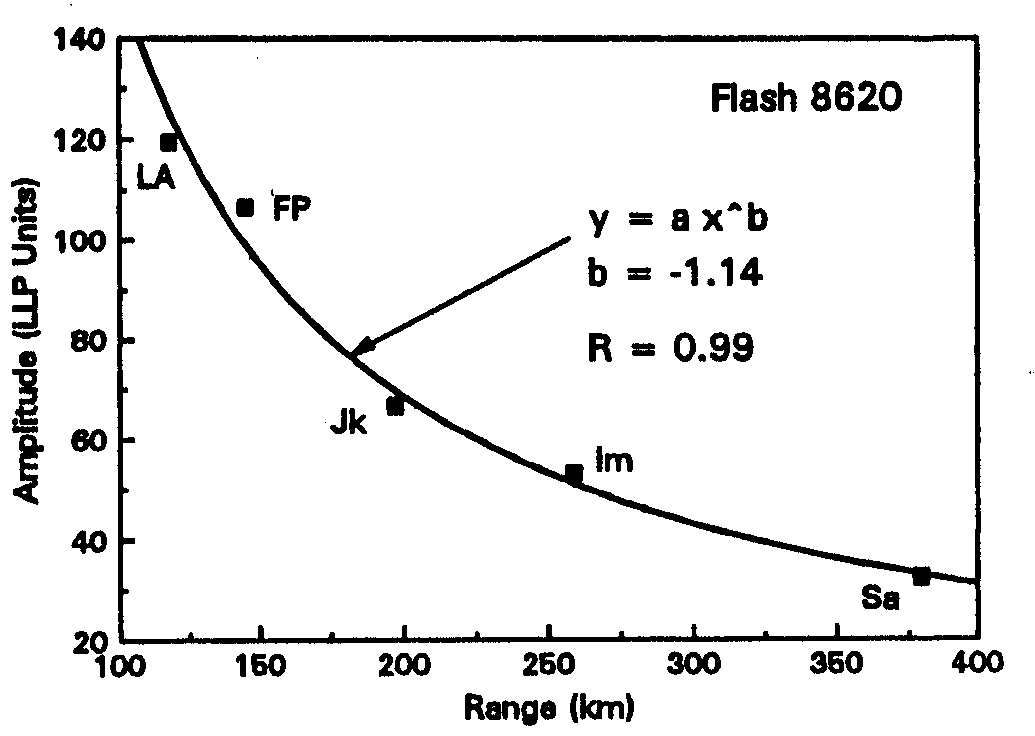 140
120
100
80
60
40
20
Amplitude (LLP Units)
Flash 8620
LA
FP
y = a x^b
b = -1.14
R = 0.99
Jk
Im
Sa
100 150 200 250 300 350 400
Range (km)